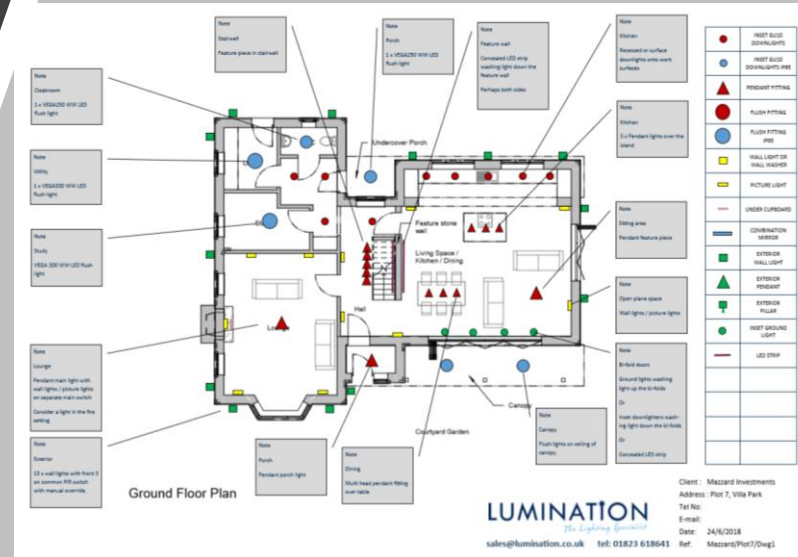 Note
Stairwell
Feature piece in stairwell
Note
Porch
1 x VEGA250 WW LED
flush light
Note
Feature wall
Concealed LED strip
washing light down the
feature wall
Perhaps both sides
Note
Kitchen
Recessed or surface
downlights onto work
surfaces
Note
Cloakroom
1 x VEGA250 WW LED
flush light
Note
Kitchen
3 x Pendant lights over the
island
Note
Utility
1 x VEGA300 WW LED
flush light
Note
Study
VEGA 300 WW LED flush
light
Note
Sitting area
Pendant feature piece
Note
Open plane space
Wall lights / picture lights
Note
Lounge
Pendant main light with
wall lights / picture lights
on separate main switch
Consider a light in the fire
setting
Note
Bi-fold doors
Ground lights washing
light up the bi-folds
Or
Inset downlighters wash-
ing light down the bi-folds
Or
Concealed LED strip
Note
Exterior
on common PIR switch
with manual override.
Note
Porch
Pendant porch light
Note
Dining
Multi head pendant fitting
over table
Note
Canopy
Flush lights on ceiling of
canopy
Undercover Porch
Feature stone
wall
Living Space /
Kitchen / Dining
Hall
Canopy
Courtyard Garden
Ground Floor Plan
INSET GU10
DOWNLIGHTS
INSET GU10
DOWNLIGHTS IP65
PENDANT FITTING
FLUSH FITTING
FLUSH FITTING
IP65
WALL LIGHT OR
WALL WASHER
PICTURE LIGHT
UNDER CUPBOARD
COMBINATION
MIRROR
EXTERIOR
WALL LIGHT
EXTERIOR
PENDANT
EXTERIOR
PILLAR
INSET GROUND
LIGHT
LED STRIP
LUMINATION
The Lighting Specialist
sales@lumination.co.uk tel: 01823 618641
Client : Mazzard Investments
Address : Plot 7, Villa Park
Tel No:
E-mail:
Date: 24/6/2018
Ref: Mazzard/Plot7/Dwg1